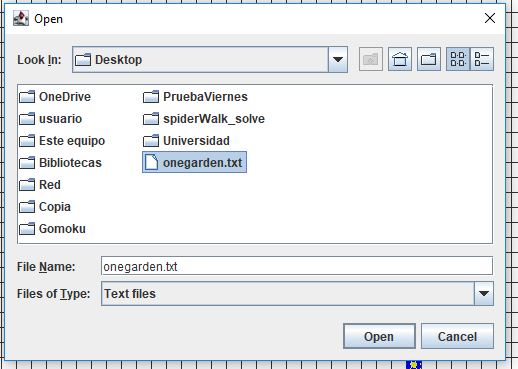 Open
Look In: Desktop
OneDrive PruebaViernes
usuario spiderWalk_solve
Este equipo Universidad
Bibliotecas onegarden.txt
Red
Copia
Gomoku
File Name: onegarden.txt
Files of Type: Text files
Open Cancel